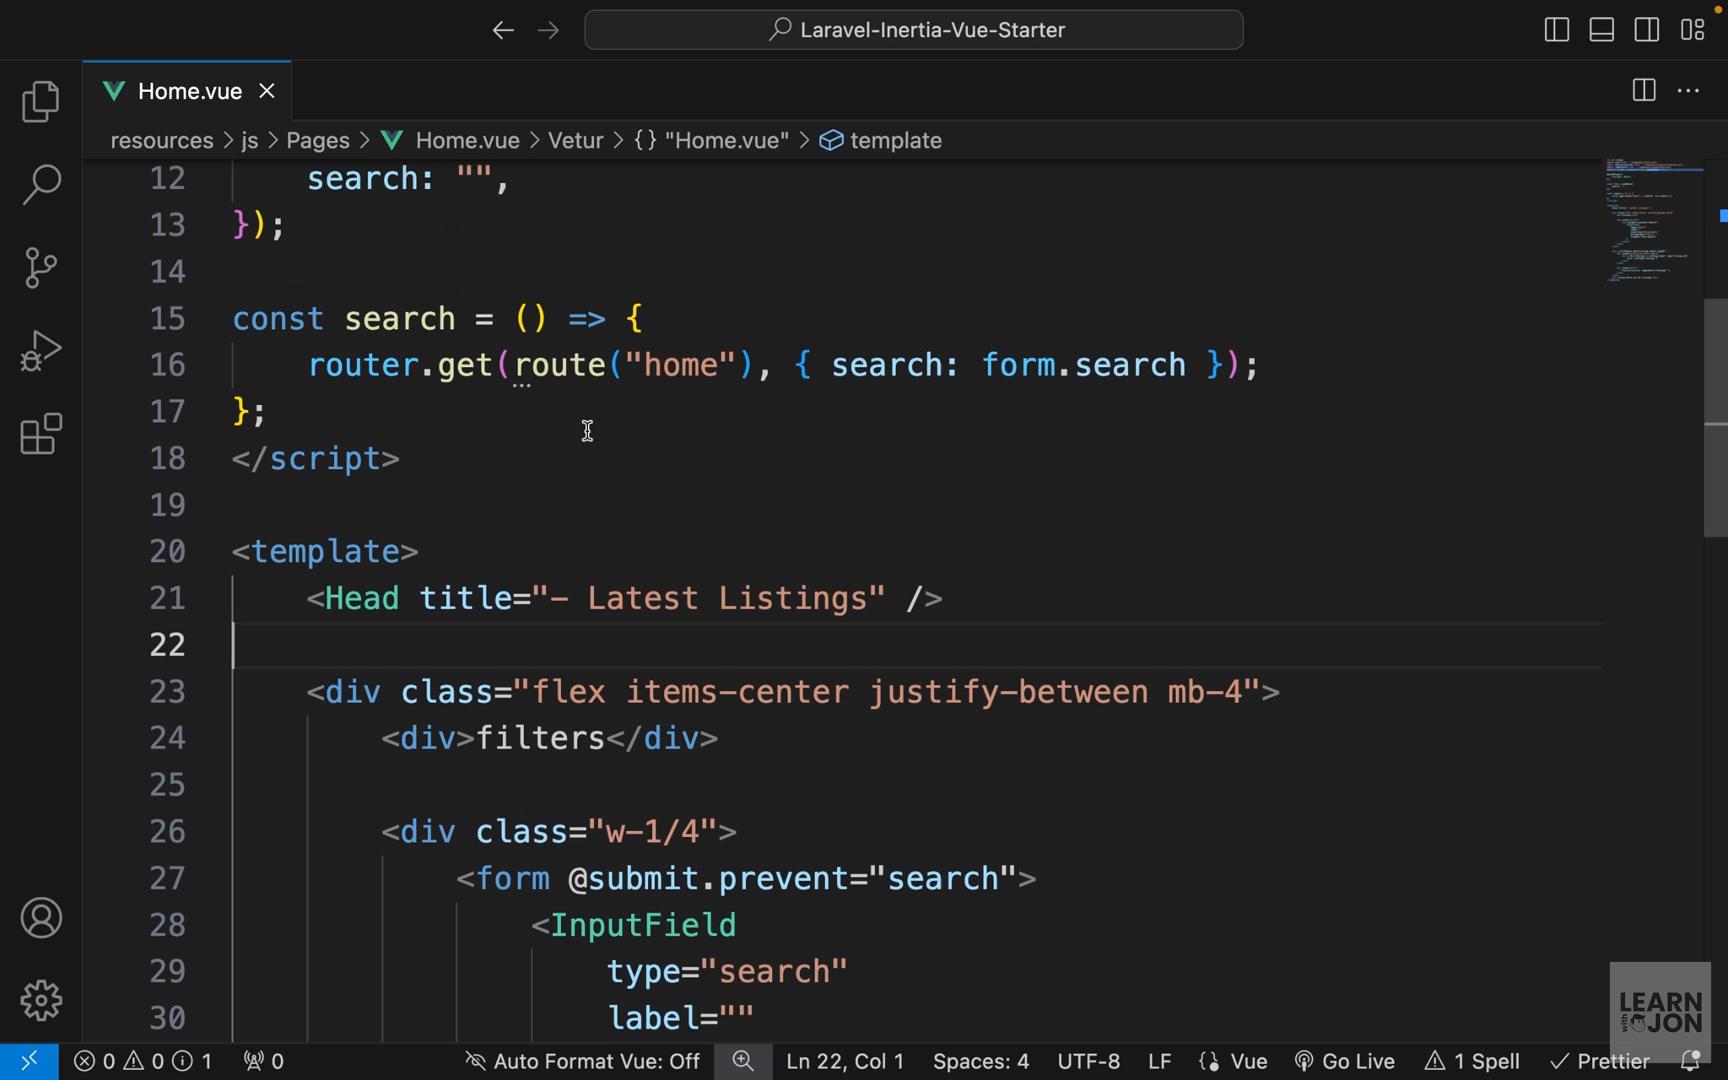 Laravel-Inertia-Vue-Starter
Home.vue
resources > js > Pages > Home.vue > Vetur > {} "Home.vue" > template
12 search: "",
13 });
14
15 const search = () => {
16 router.get(route("home"), { search: form.search });
17 };
18 </script>
19
20 <template>
21 <Head title="- Latest Listings" />
22
23 <div class="flex items-center justify-between mb-4">
24 <div>filters</div>
25
26 <div class="w-1/4">
27 <form @submit.prevent="search">
28 <InputField
29 type="search"
30 label=""
0 0 1 0 Auto Format Vue: Off Ln 22, Col 1 Spaces: 4 UTF-8 LF {} Vue Go Live 1 Spell Prettier
LEARN
with JON